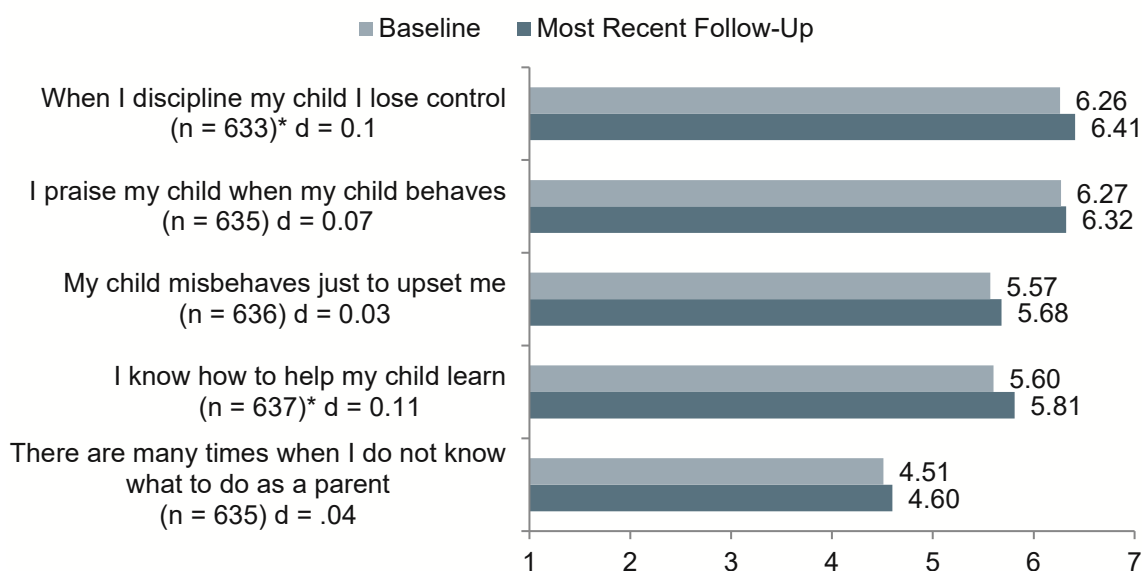 Baseline Most Recent Follow-Up
When I discipline my child I lose control
(n = 633)* d = 0.1
6.26
6.41
I praise my child when my child behaves
(n = 635) d = 0.07
6.27
6.32
My child misbehaves just to upset me
(n = 636) d = 0.03
5.57
5.68
I know how to help my child learn
(n = 637)* d = 0.11
5.60
5.81
There are many times when I do not know
what to do as a parent
(n = 635) d = .04
4.51
4.60
1 2 3 4 5 6 7